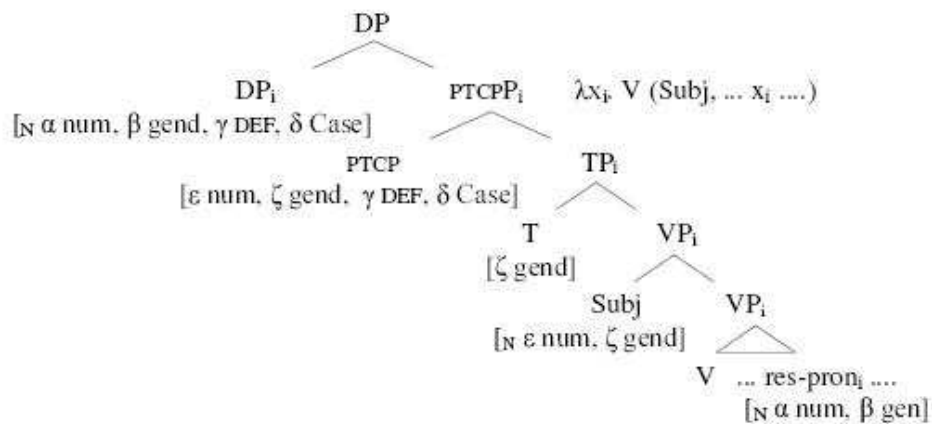 DP
DPᵢ PTCPPᵢ λxᵢ. V (Subj, ... xᵢ ....)
[N α num, β gend, γ DEF, δ Case]
PTCP TPᵢ
[ε num, ζ gend, γ DEF, δ Case]
T VPᵢ
[ζ gend]
Subj VPᵢ
[N ε num, ζ gend]
V ... res-pronᵢ ....
[N α num, β gen]